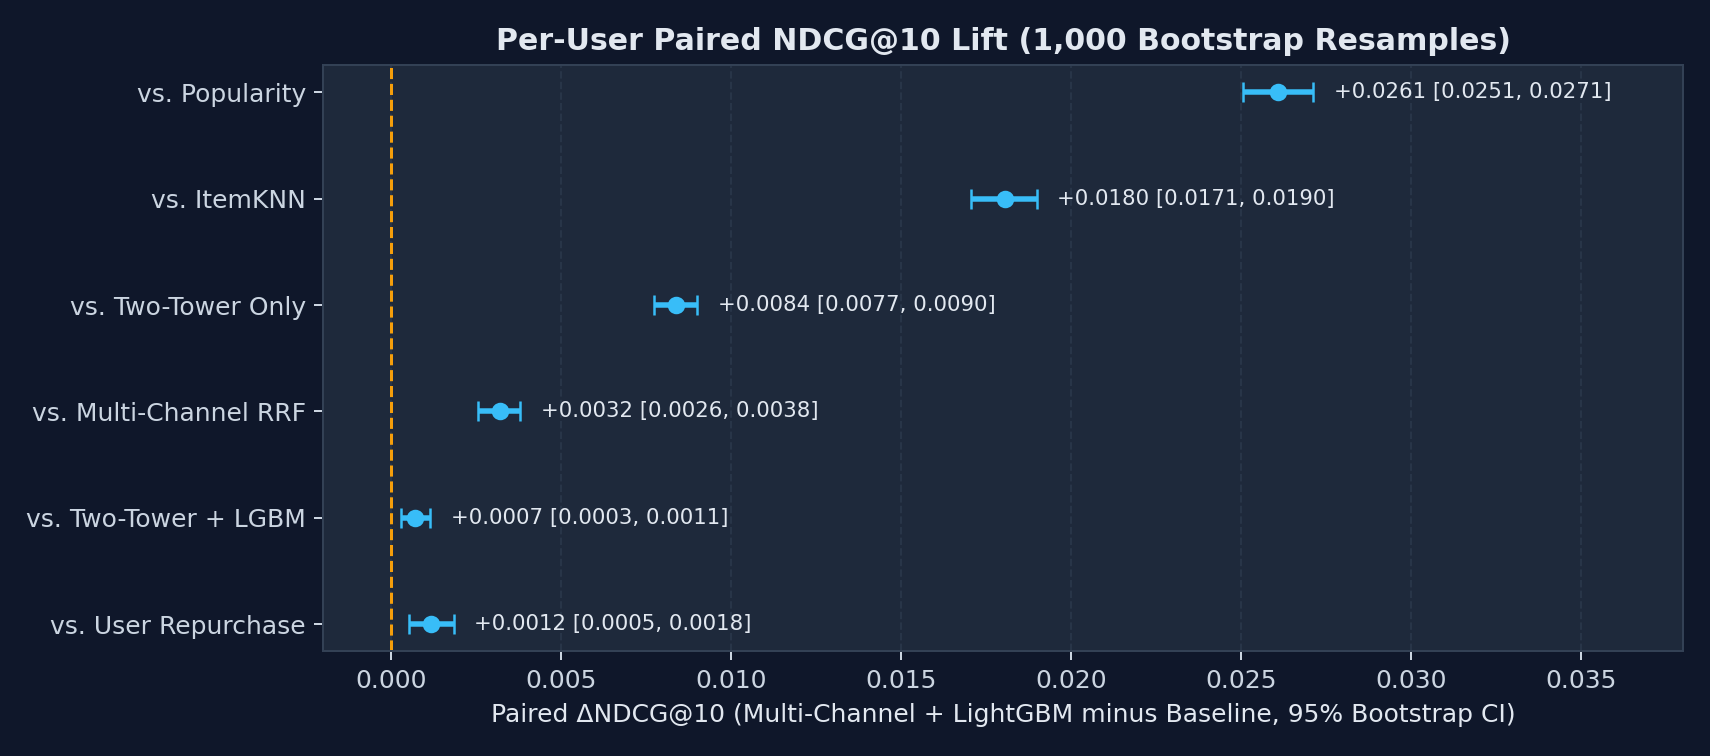 Per-User Paired NDCG@10 Lift (1,000 Bootstrap Resamples)
vs. Popularity
+0.0261 [0.0251, 0.0271]
vs. ItemKNN
+0.0180 [0.0171, 0.0190]
vs. Two-Tower Only
+0.0084 [0.0077, 0.0090]
vs. Multi-Channel RRF
+0.0032 [0.0026, 0.0038]
vs. Two-Tower + LGBM
+0.0007 [0.0003, 0.0011]
vs. User Repurchase
+0.0012 [0.0005, 0.0018]
0.000 0.005 0.010 0.015 0.020 0.025 0.030 0.035
Paired ΔNDCG@10 (Multi-Channel + LightGBM minus Baseline, 95% Bootstrap CI)